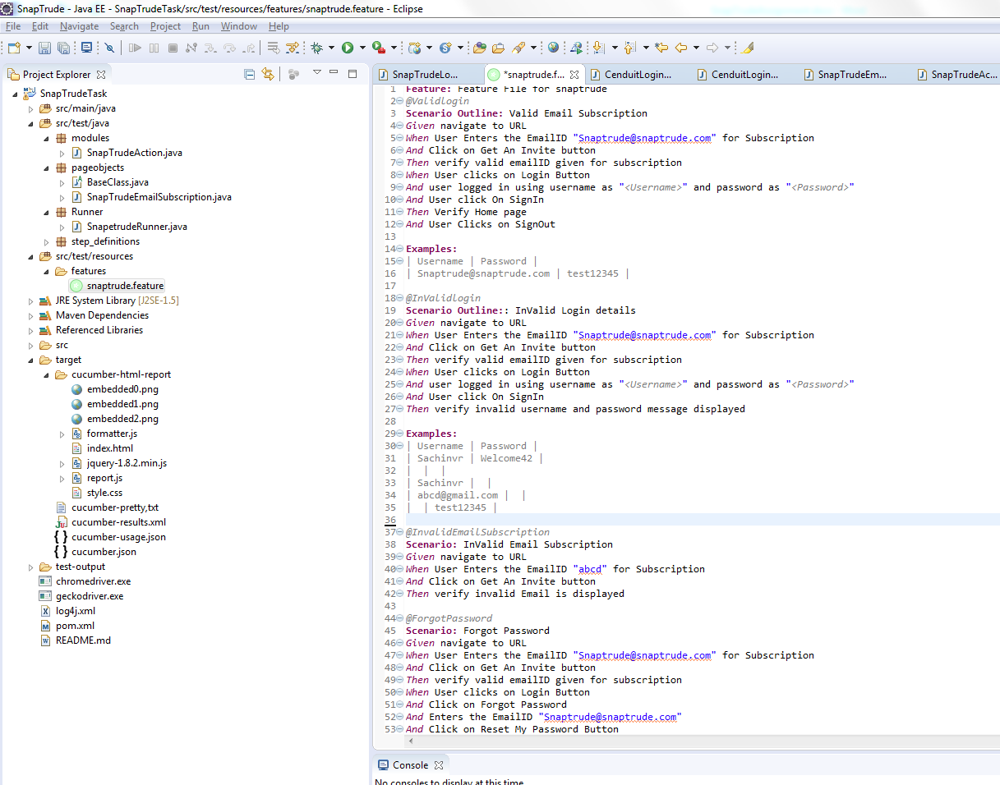 SnapTrude - Java EE - SnapTrudeTask/src/test/resources/features/snaptrude.feature - Eclipse
File Edit Navigate Search Project Run Window Help
Project Explorer
SnapTrudeTask
src/main/java
src/test/java
modules
SnapTrudeAction.java
pageobjects
BaseClass.java
SnapTrudeEmailSubscription.java
Runner
SnapetrudeRunner.java
step_definitions
src/test/resources
features
snaptrude.feature
JRE System Library [J2SE-1.5]
Maven Dependencies
Referenced Libraries
src
target
cucumber-html-report
embedded0.png
embedded1.png
embedded2.png
formatter.js
index.html
jquery-1.8.2.min.js
report.js
style.css
cucumber-pretty,txt
cucumber-results.xml
cucumber-usage.json
cucumber.json
test-output
chromedriver.exe
geckodriver.exe
log4j.xml
pom.xml
README.md
SnapTrudeLo... *snaptrude.f... CenduitLogin... CenduitLogin... SnapTrudeEm... SnapTrudeAc...
1 Feature: Feature File for snaptrude
2 @Validlogin
3 Scenario Outline: Valid Email Subscription
4 Given navigate to URL
5 When User Enters the EmailID "Snaptrude@snaptrude.com" for Subscription
6 And Click on Get An Invite button
7 Then verify valid emailID given for subscription
8 When User clicks on Login Button
9 And user logged in using username as "<Username>" and password as "<Password>"
10 And User click On SignIn
11 Then Verify Home page
12 And User Clicks on SignOut
13
14 Examples:
15 | Username | Password |
16 | Snaptrude@snaptrude.com | test12345 |
17
18 @InValidlogin
19 Scenario Outline:: InValid Login details
20 Given navigate to URL
21 When User Enters the EmailID "Snaptrude@snaptrude.com" for Subscription
22 And Click on Get An Invite button
23 Then verify valid emailID given for subscription
24 When User clicks on Login Button
25 And user logged in using username as "<Username>" and password as "<Password>"
26 And User click On SignIn
27 Then verify invalid username and password message displayed
28
29 Examples:
30 | Username | Password |
31 | Sachinvr | Welcome42 |
32 |  |  |
33 | Sachinvr |  |
34 | abcd@gmail.com |  |
35 |  | test12345 |
36
37 @InvalidEmailSubscription
38 Scenario: InValid Email Subscription
39 Given navigate to URL
40 When User Enters the EmailID "abcd" for Subscription
41 And Click on Get An Invite button
42 Then verify invalid Email is displayed
43
44 @ForgotPassword
45 Scenario: Forgot Password
46 Given navigate to URL
47 When User Enters the EmailID "Snaptrude@snaptrude.com" for Subscription
48 And Click on Get An Invite button
49 Then verify valid emailID given for subscription
50 When User clicks on Login Button
51 And Click on Forgot Password
52 And Enters the EmailID "Snaptrude@snaptrude.com"
53 And Click on Reset My Password Button
Console
No consoles to display at this time.